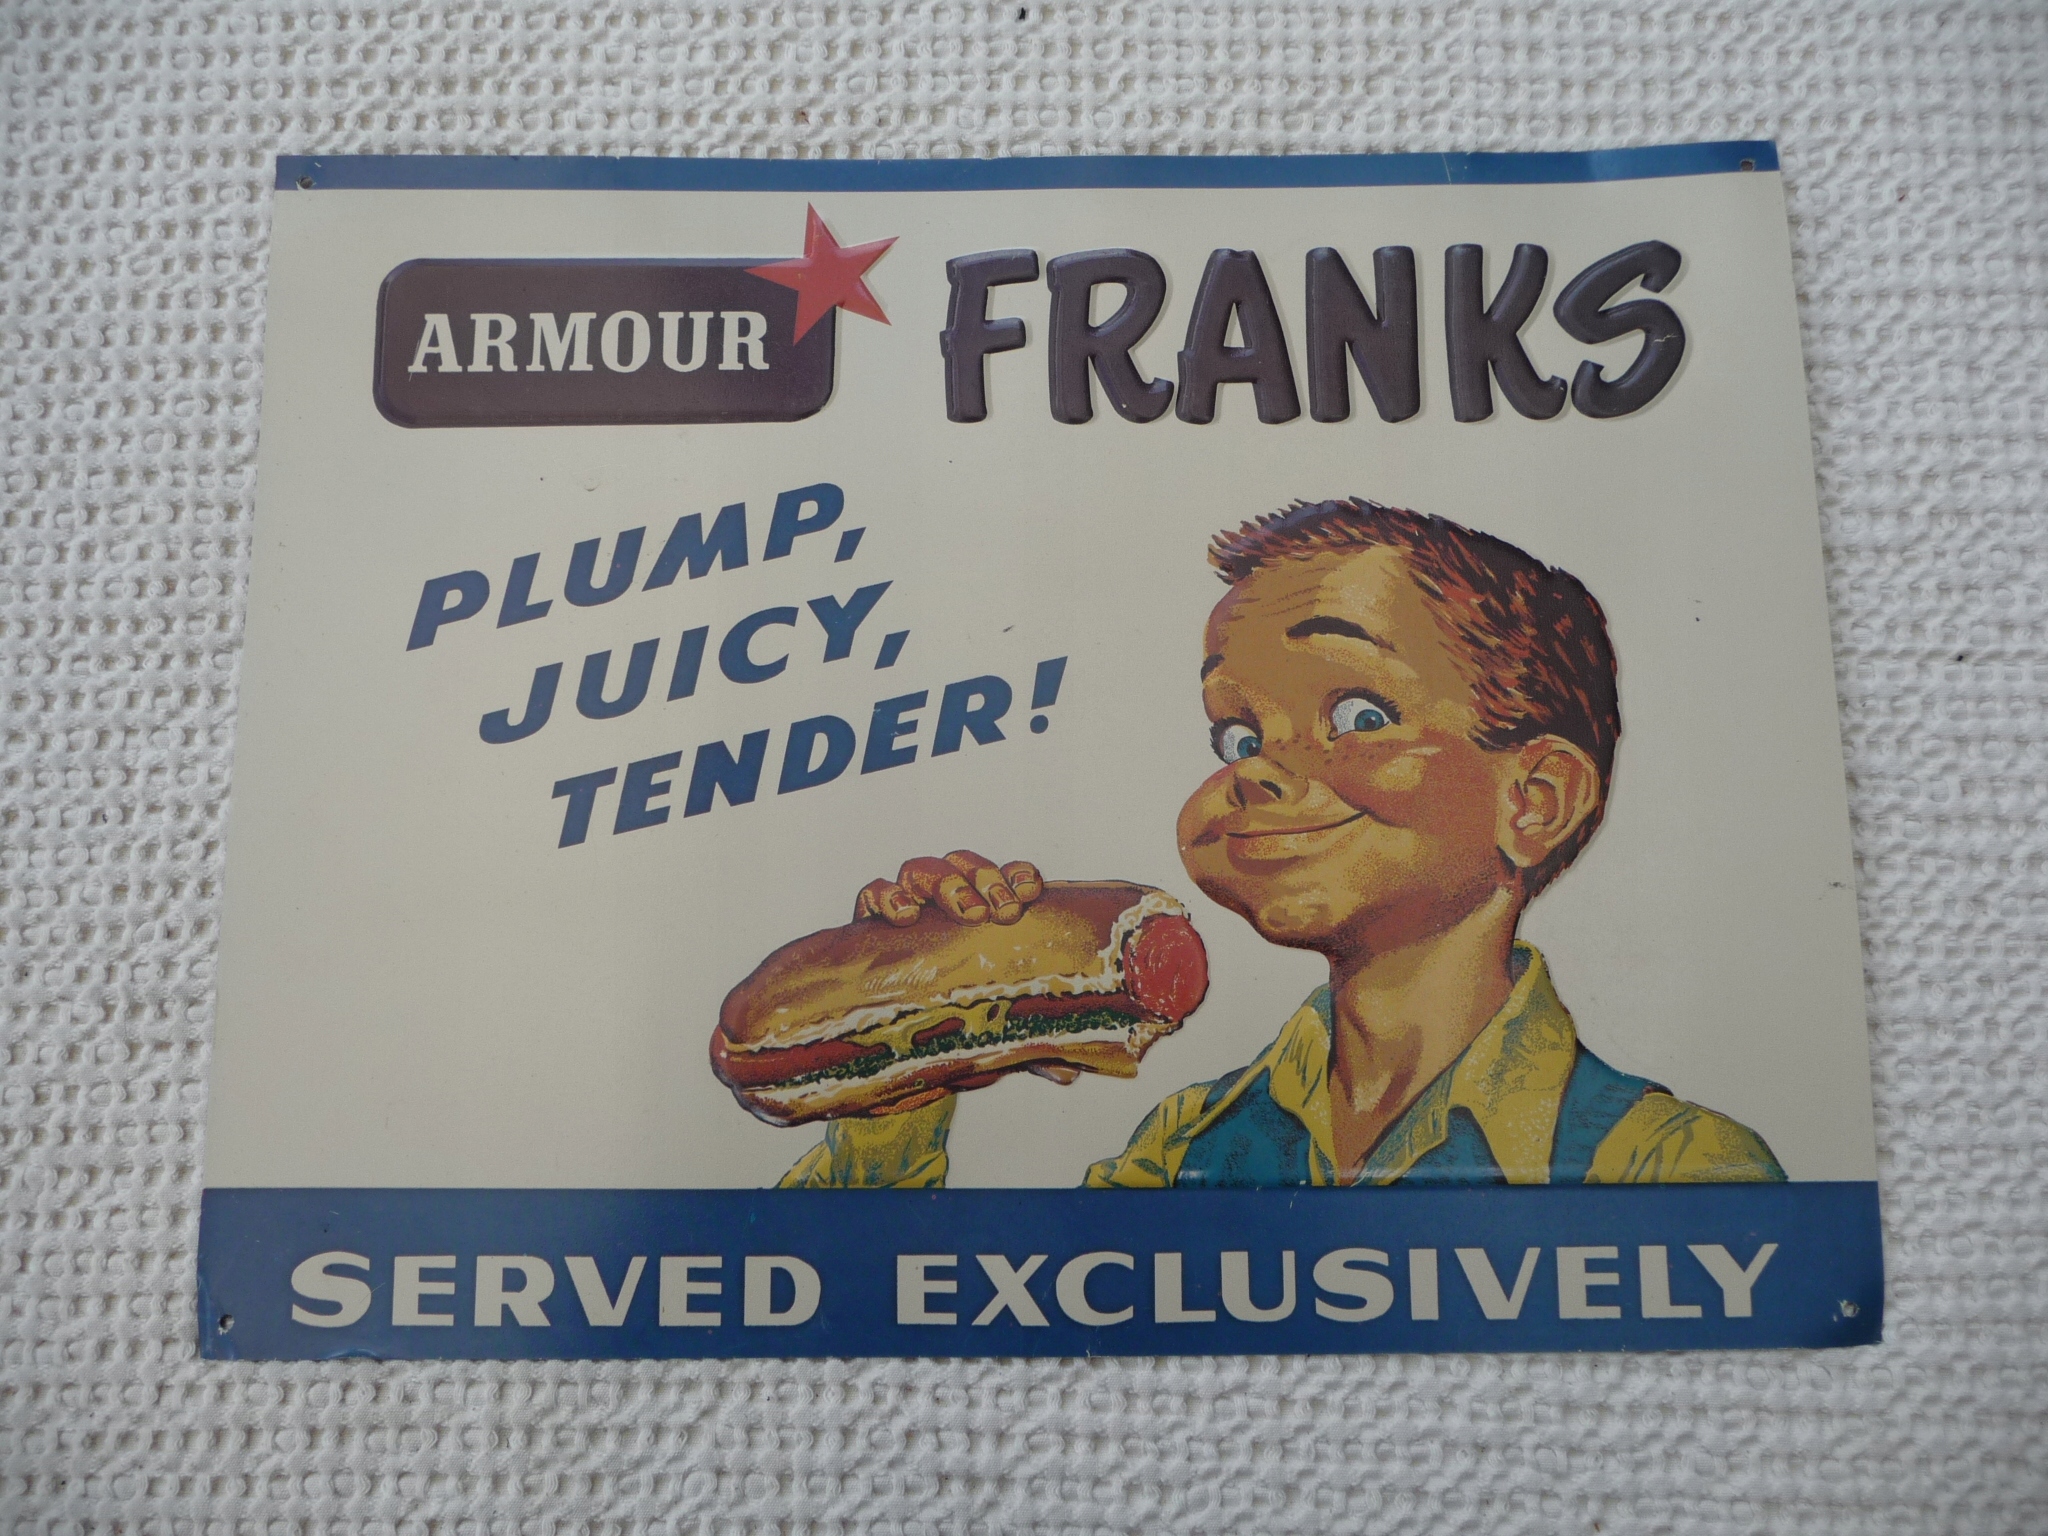 ARMOUR FRANKS
PLUMP,
JUICY,
TENDER!
SERVED EXCLUSIVELY